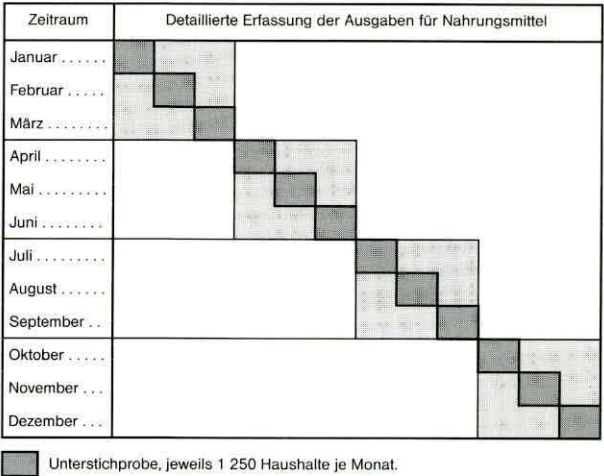 Zeitraum Detaillierte Erfassung der Ausgaben für Nahrungsmittel
Januar . . . . . .
Februar . . . . .
März . . . . . . . .
April . . . . . . . .
Mai . . . . . . . . .
Juni . . . . . . . .
Juli . . . . . . . . .
August . . . . . .
September . .
Oktober . . . . .
November . . .
Dezember . . .
Unterstichprobe, jeweils 1 250 Haushalte je Monat.